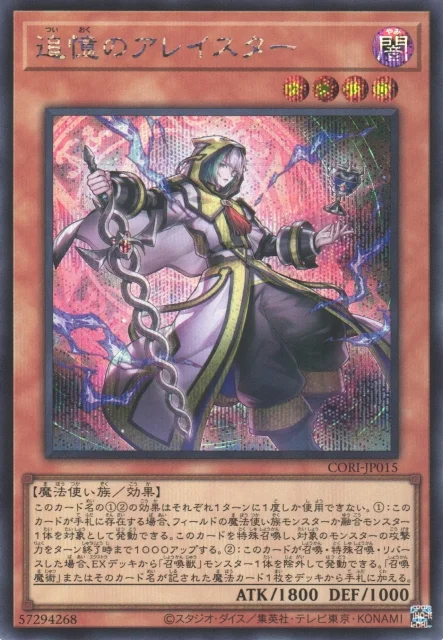 追憶のアレイスター
闇
CORI-JP015
【魔法使い族/効果】
このカード名の①②の効果はそれぞれ1ターンに1度しか使用できない。①:こ
のカードが手札に存在する場合、フィールドの魔法使い族モンスターか融合モンスター
1体を対象として発動できる。このカードを特殊召喚し、対象のモンスターの攻撃
力をターン終了時まで1000アップする。②:このカードが召喚・特殊召喚・リバー
スした場合、EXデッキから「召喚獣」モンスター1体を除外して発動できる。「召喚
魔術」またはそのカード名が記された魔法カード1枚をデッキから手札に加える。
ATK/1800 DEF/1000
57294268
©スタジオ・ダイス/集英社・テレビ東京・KONAMI